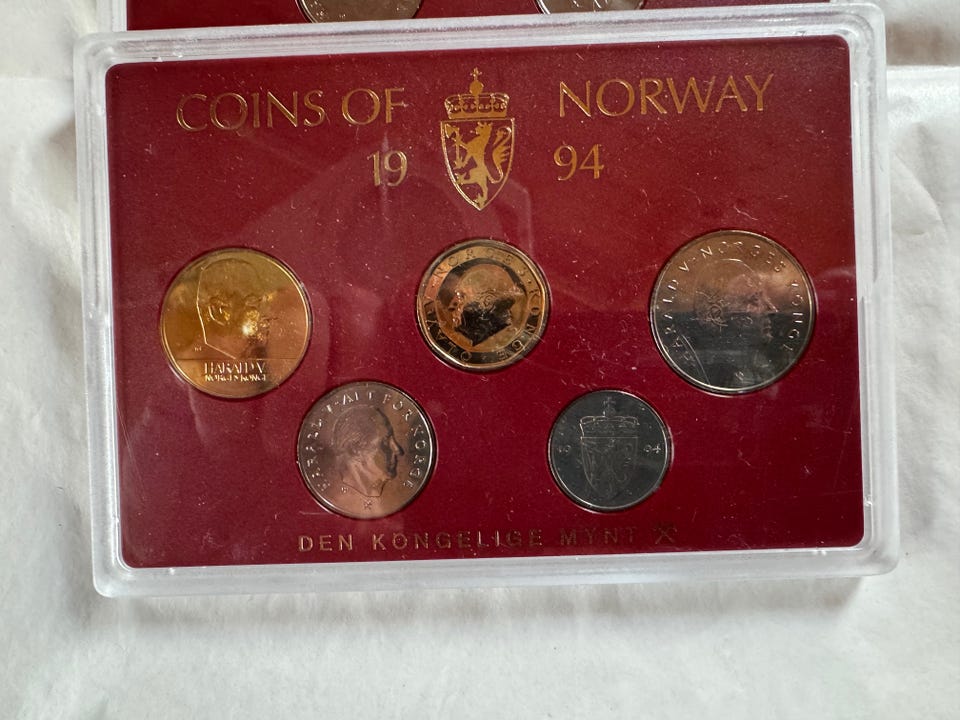 COINS OF NORWAY
19 94
HARALD V
NORGES KONGE
OLAV V · NORGES KONGE
HARALD V · NORGES KONGE
HARALD V · ALT FOR NORGE
DEN KONGELIGE MYNT